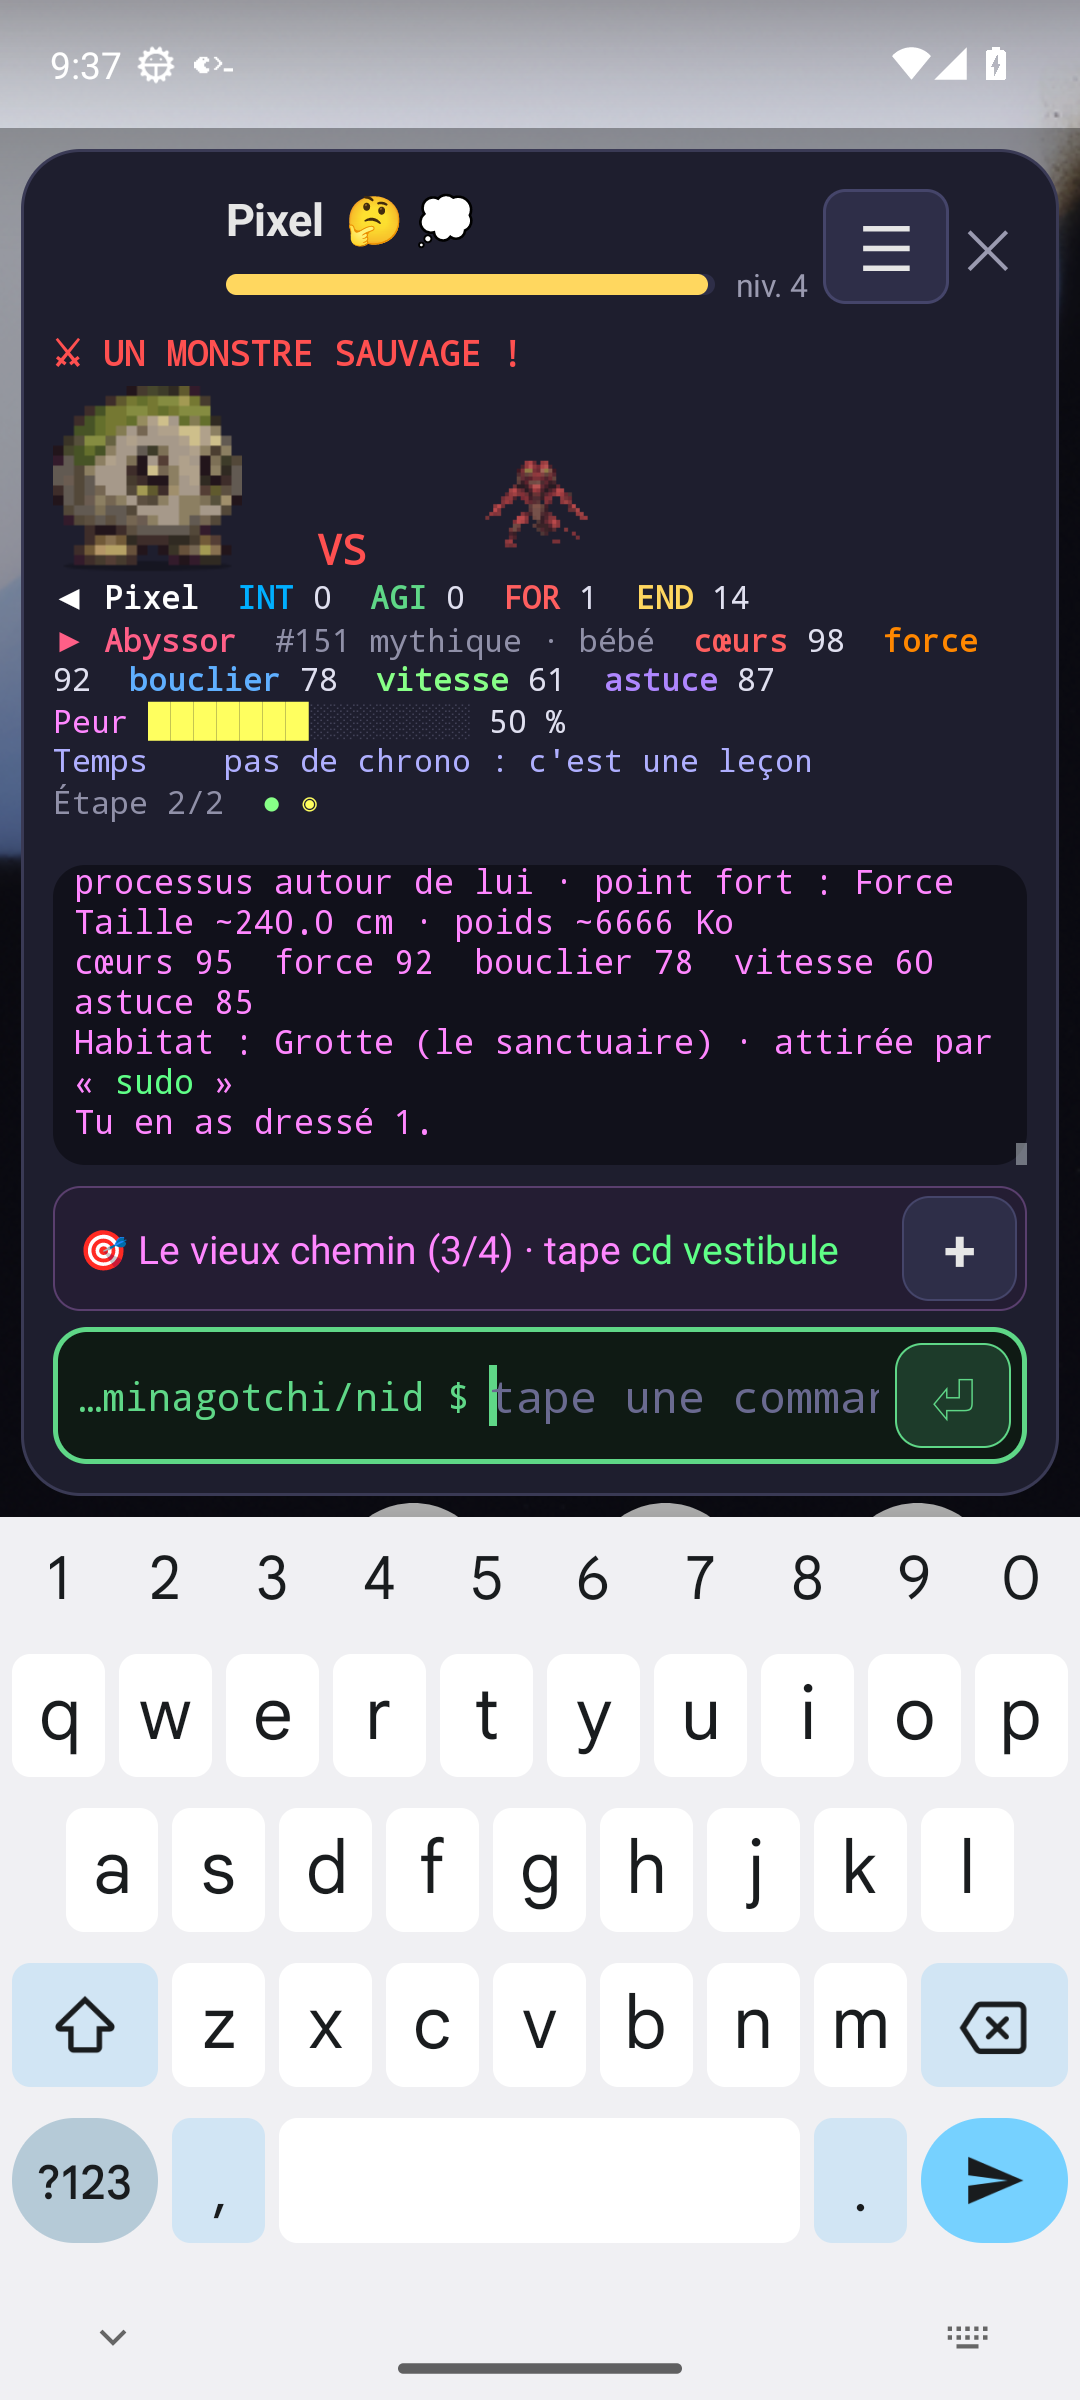 9:37
Pixel 🤔 💭
niv. 4
⚔ UN MONSTRE SAUVAGE !
VS
◄ Pixel INT 0 AGI 0 FOR 1 END 14
► Abyssor #151 mythique · bébé cœurs 98 force
92 bouclier 78 vitesse 61 astuce 87
Peur 50 %
Temps pas de chrono : c'est une leçon
Étape 2/2 ● ◉
processus autour de lui · point fort : Force
Taille ~240.0 cm · poids ~6666 Ko
cœurs 95 force 92 bouclier 78 vitesse 60
astuce 85
Habitat : Grotte (le sanctuaire) · attirée par
« sudo »
Tu en as dressé 1.
🎯 Le vieux chemin (3/4) · tape cd vestibule
+
…minagotchi/nid $ tape une comman
1 2 3 4 5 6 7 8 9 0
q w e r t y u i o p
a s d f g h j k l
z x c v b n m
?123 , .